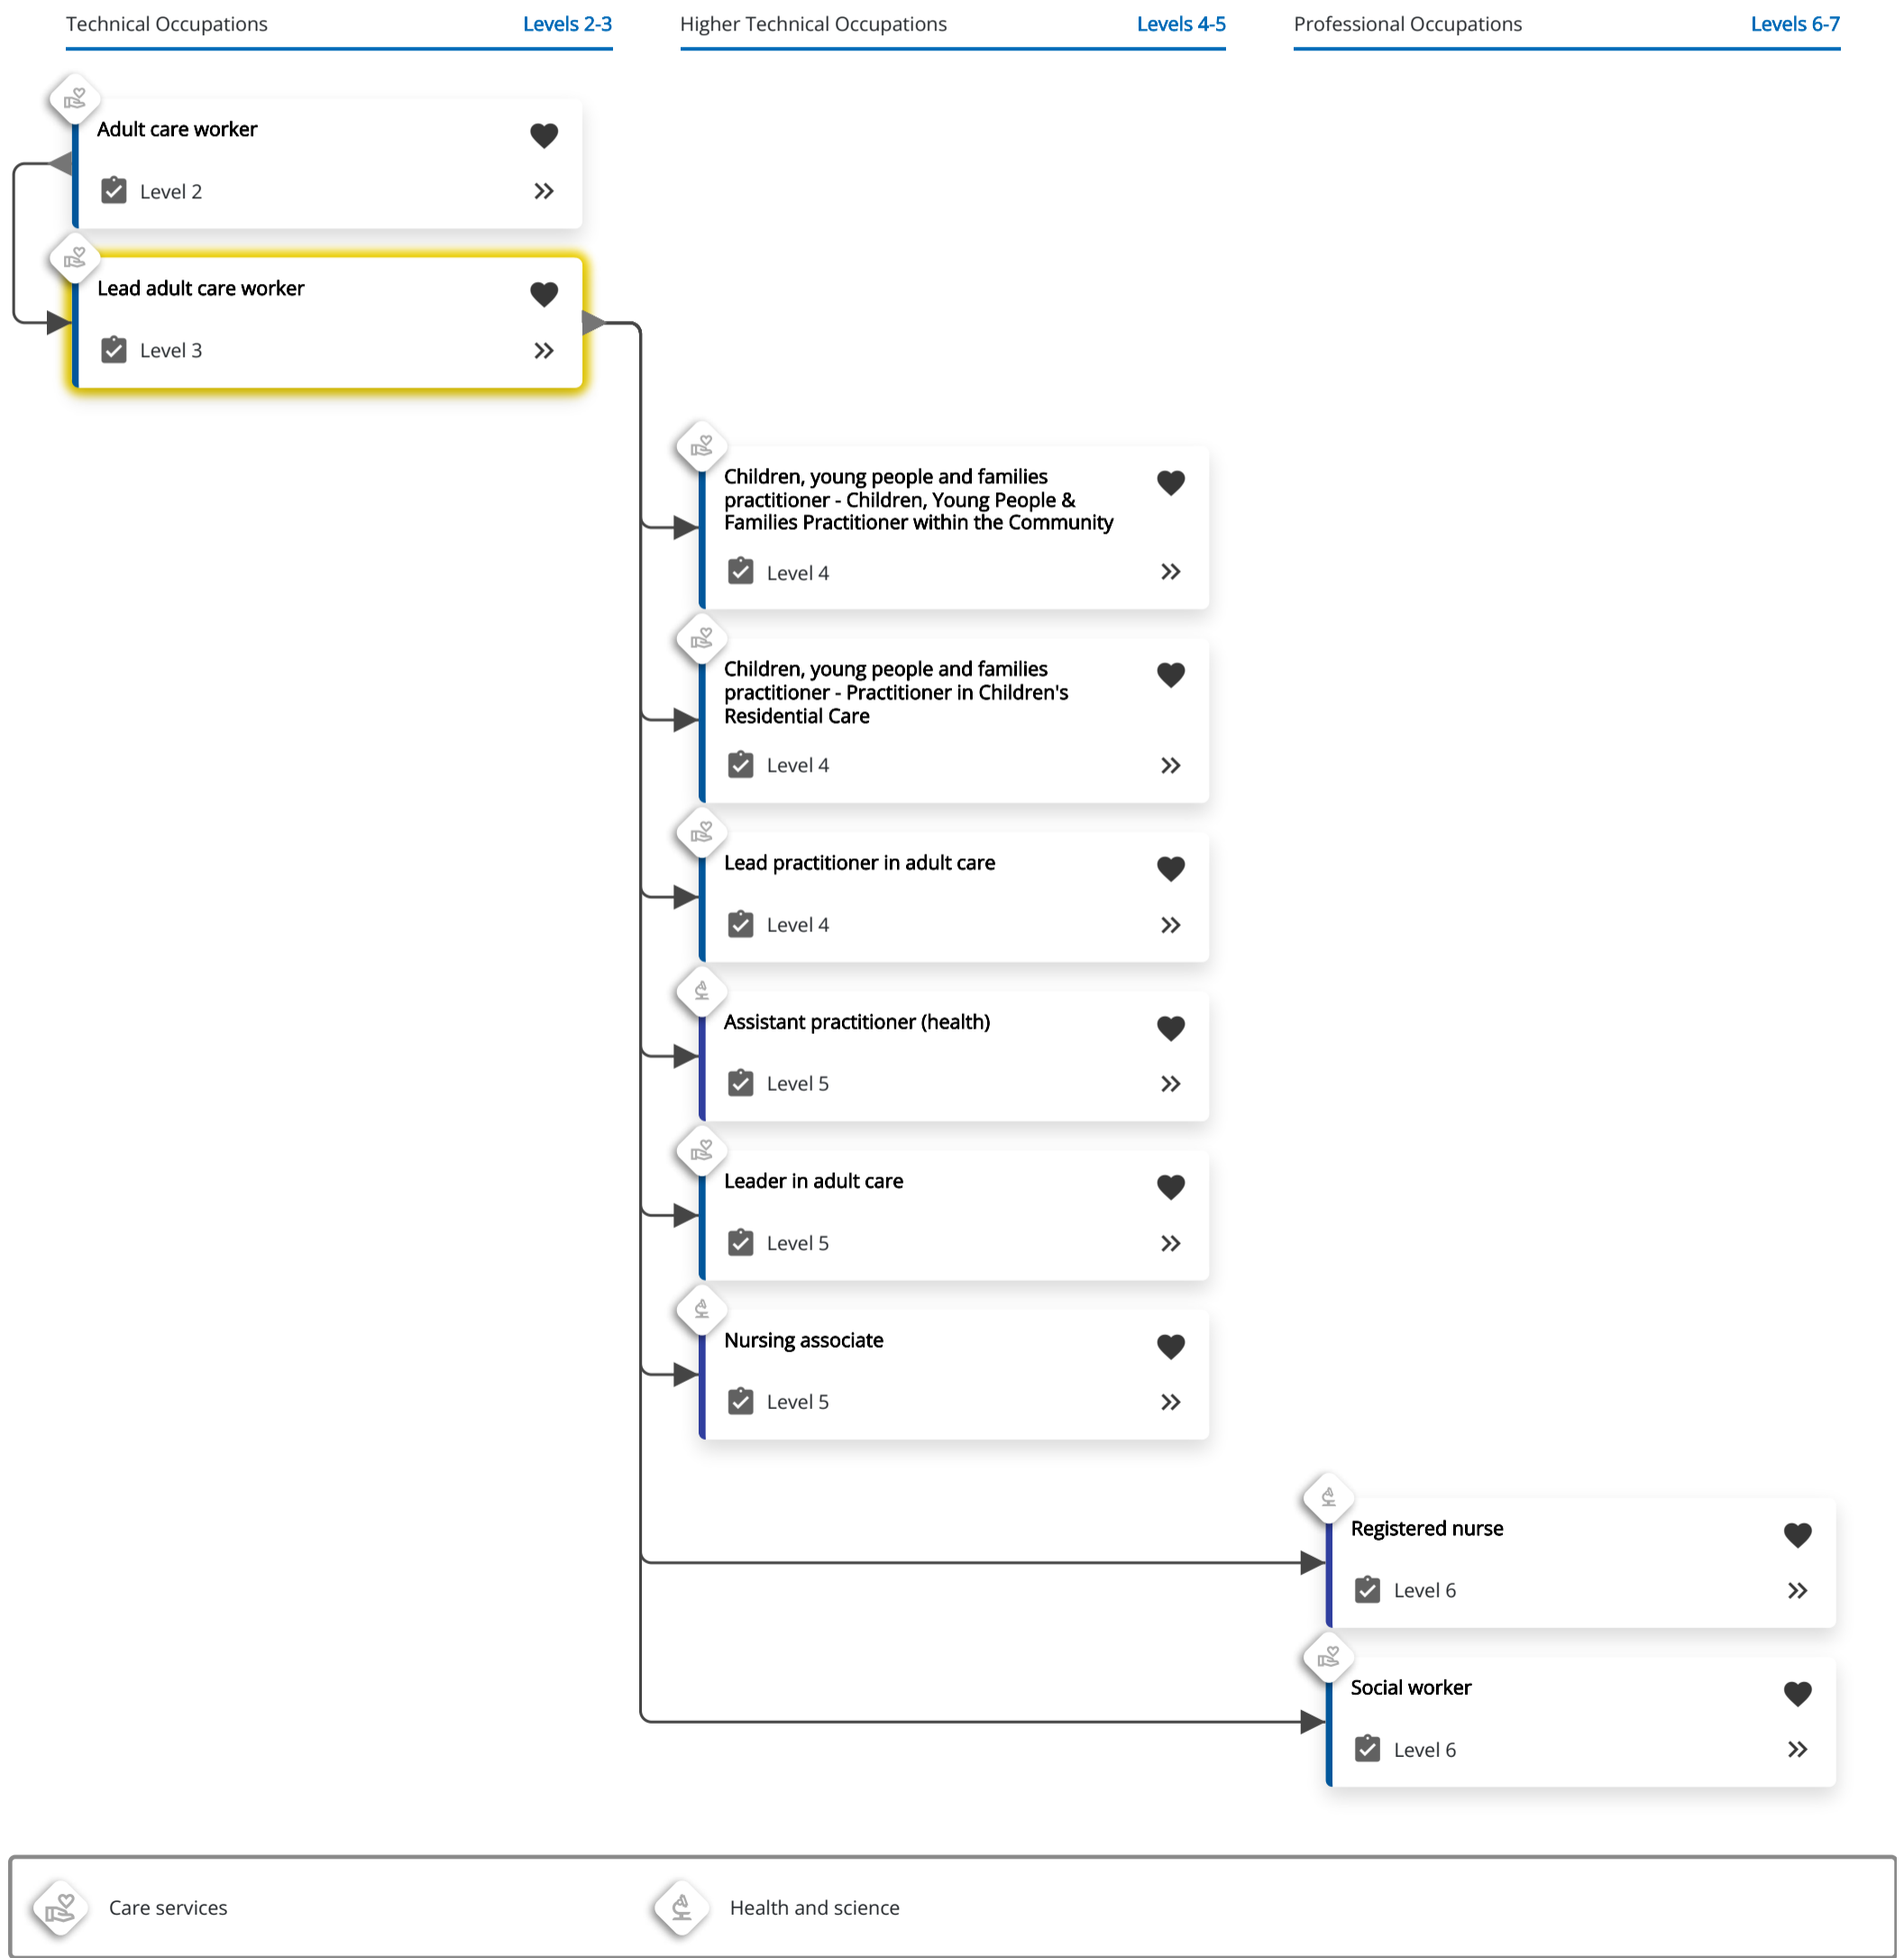 Technical Occupations Levels 2-3
Higher Technical Occupations Levels 4-5
Professional Occupations Levels 6-7
Adult care worker
Level 2
Lead adult care worker
Level 3
Children, young people and families
practitioner - Children, Young People &
Families Practitioner within the Community
Level 4
Children, young people and families
practitioner - Practitioner in Children's
Residential Care
Level 4
Lead practitioner in adult care
Level 4
Assistant practitioner (health)
Level 5
Leader in adult care
Level 5
Nursing associate
Level 5
Registered nurse
Level 6
Social worker
Level 6
Care services
Health and science